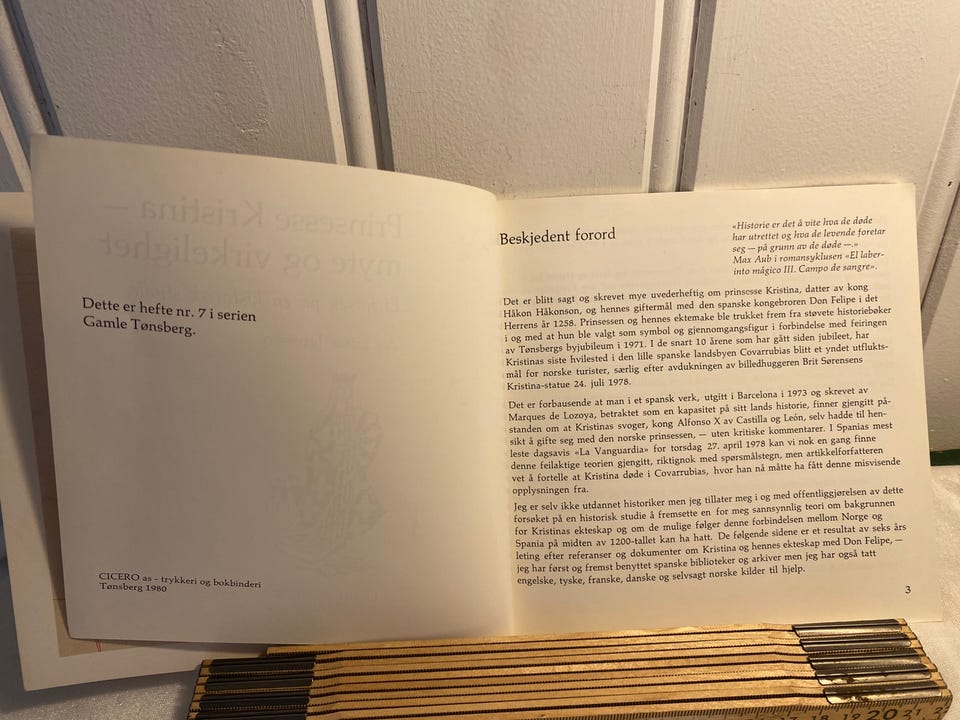 Dette er hefte nr. 7 i serien
Gamle Tønsberg.
CICERO as - trykkeri og bokbinderi
Tønsberg 1980
Beskjedent forord
«Historie er det å vite hva de døde
har utrettet og hva de levende foretar
seg — på grunn av de døde —.»
Max Aub i romansyklusen «El laber-
into mágico III. Campo de sangre».
Det er blitt sagt og skrevet mye uvederheftig om prinsesse Kristina, datter av kong
Håkon Håkonson, og hennes giftermål med den spanske kongebroren Don Felipe i det
Herrens år 1258. Prinsessen og hennes ektemake ble trukket frem fra støvete historiebøker
i og med at hun ble valgt som symbol og gjennomgangsfigur i forbindelse med feiringen
av Tønsbergs byjubileum i 1971. I de snart 10 årene som har gått siden jubileet, har
Kristinas siste hvilested i den lille spanske landsbyen Covarrubias blitt et yndet utflukts-
mål for norske turister, særlig efter avdukningen av billedhuggeren Brit Sørensens
Kristina-statue 24. juli 1978.
Det er forbausende at man i et spansk verk, utgitt i Barcelona i 1973 og skrevet av
Marques de Lozoya, betraktet som en kapasitet på sitt lands historie, finner gjengitt på-
standen om at Kristinas svoger, kong Alfonso X av Castilla og León, selv hadde til hen-
sikt å gifte seg med den norske prinsessen, — uten kritiske kommentarer. I Spanias mest
leste dagsavis «La Vanguardia» for torsdag 27. april 1978 kan vi nok en gang finne
denne feilaktige teorien gjengitt, riktignok med spørsmålstegn, men artikkelforfatteren
vet å fortelle at Kristina døde i Covarrubias, hvor han nå måtte ha fått denne misvisende
opplysningen fra.
Jeg er selv ikke utdannet historiker men jeg tillater meg i og med offentliggjørelsen av dette
forsøket på en historisk studie å fremsette en for meg sannsynlig teori om bakgrunnen
for Kristinas ekteskap og om de mulige følger denne forbindelsen mellom Norge og
Spania på midten av 1200-tallet kan ha hatt. De følgende sidene er et resultat av seks års
leting efter referanser og dokumenter om Kristina og hennes ekteskap med Don Felipe, —
jeg har først og fremst benyttet spanske biblioteker og arkiver men jeg har også tatt
engelske, tyske, franske, danske og selvsagt norske kilder til hjelp.
3